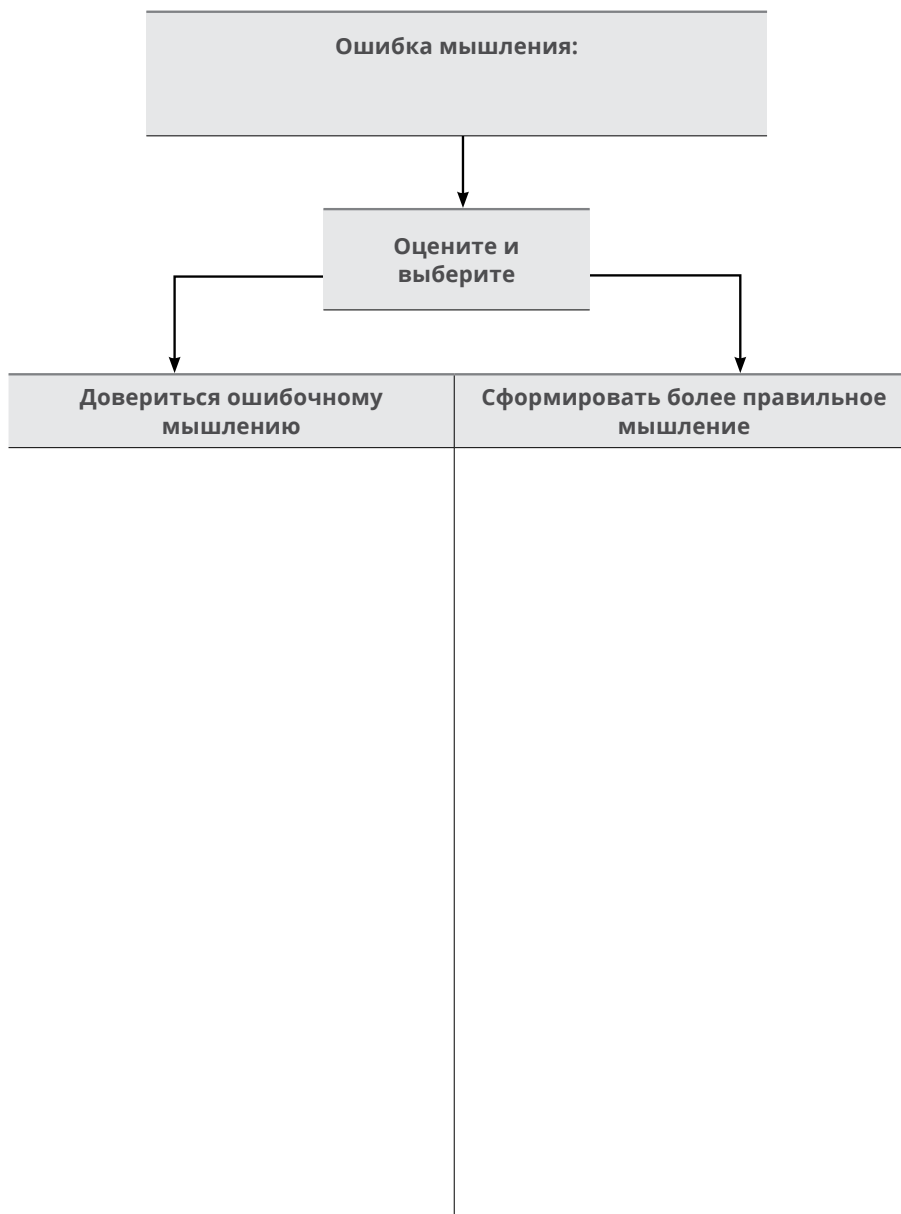 Ошибка мышления:
Оцените и
выберите
Довериться ошибочному
мышлению
Сформировать более правильное
мышление